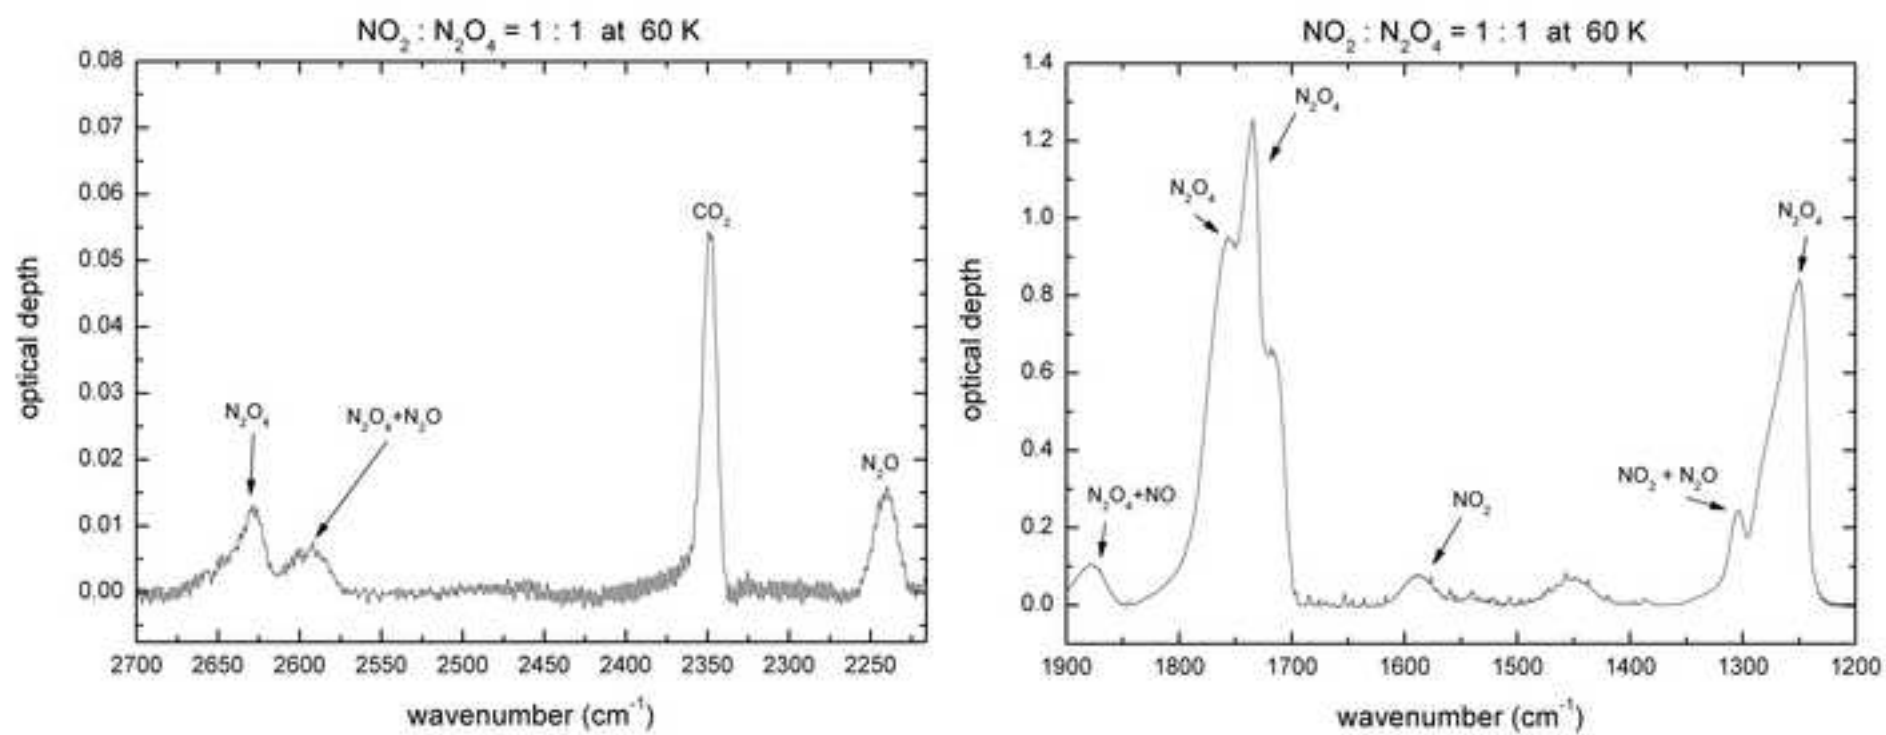 NO₂ : N₂O₄ = 1 : 1 at 60 K
0.08
0.07
0.06
0.05
0.04
0.03
0.02
0.01
0.00
optical depth
N₂O₄
N₂O₄+N₂O
CO₂
N₂O
2700 2650 2600 2550 2500 2450 2400 2350 2300 2250
wavenumber (cm⁻¹)
NO₂ : N₂O₄ = 1 : 1 at 60 K
1.4
1.2
1.0
0.8
0.6
0.4
0.2
0.0
optical depth
N₂O₄
N₂O₄
N₂O₄
N₂O₄+NO
NO₂
NO₂ + N₂O
1900 1800 1700 1600 1500 1400 1300 1200
wavenumber (cm⁻¹)